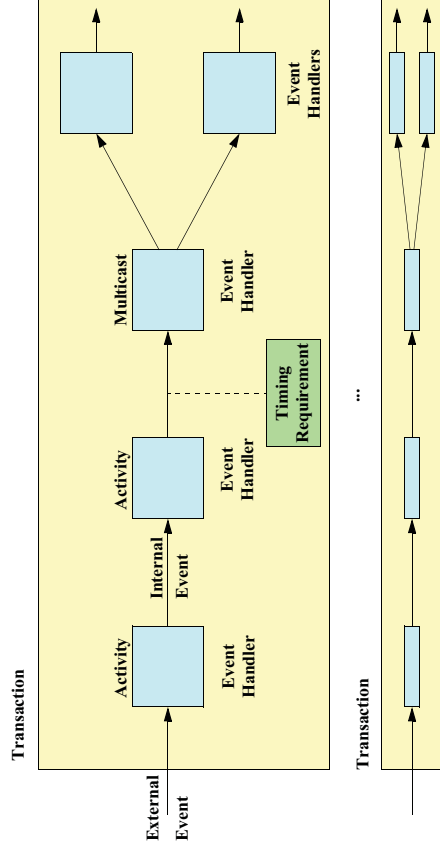 Transaction
External
Event
Activity
Event
Handler
Internal
Event
Activity
Event
Handler
Timing
Requirement
Multicast
Event
Handler
Event
Handlers
...
Transaction